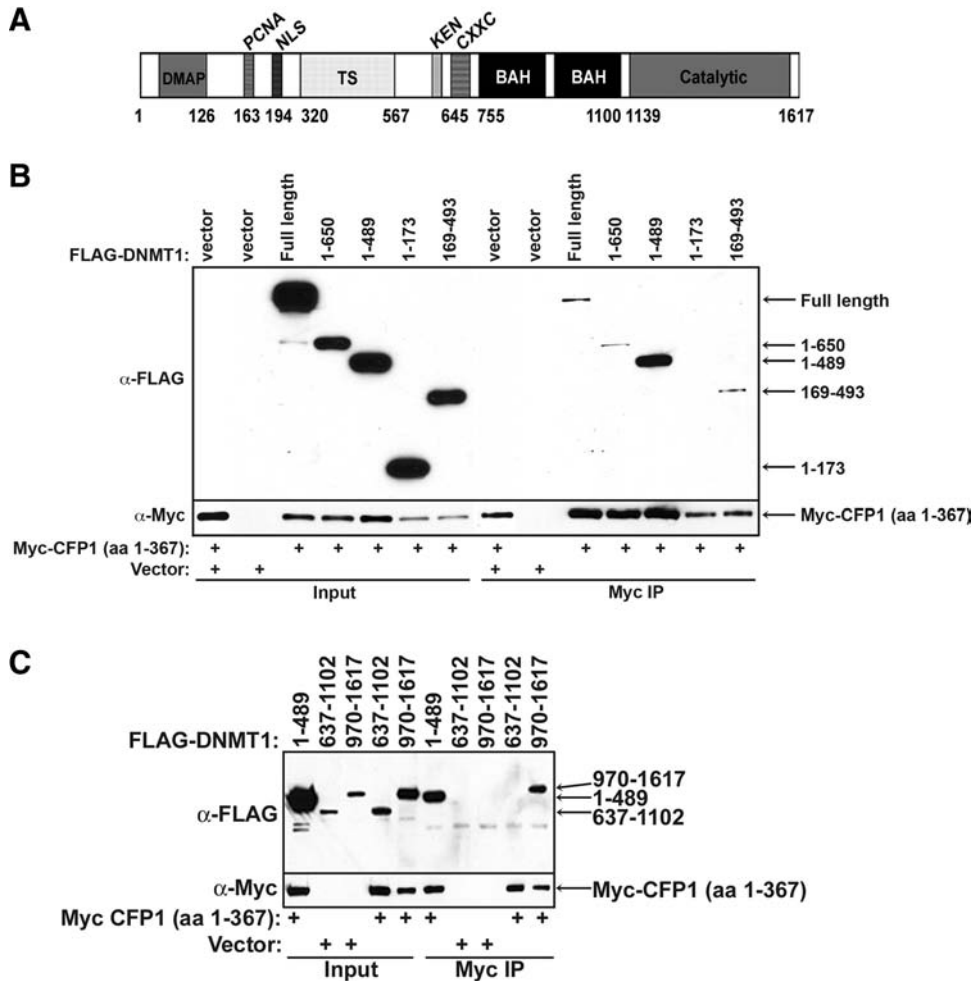 A
PCNA NLS KEN CXXC
DMAP TS BAH BAH Catalytic
1 126 163 194 320 567 645 755 1100 1139 1617
B
FLAG-DNMT1: vector vector Full length 1-650 1-489 1-173 169-493 vector vector Full length 1-650 1-489 1-173 169-493
α-FLAG
Full length
1-650
1-489
169-493
1-173
α-Myc Myc-CFP1 (aa 1-367)
Myc-CFP1 (aa 1-367): + + + + + + + + + + + +
Vector: + + + +
Input Myc IP
C
FLAG-DNMT1: 1-489 637-1102 970-1617 637-1102 970-1617 1-489 637-1102 970-1617 637-1102 970-1617
970-1617
1-489
α-FLAG 637-1102
α-Myc Myc-CFP1 (aa 1-367)
Myc CFP1 (aa 1-367): + + + + + +
Vector: + + + +
Input Myc IP